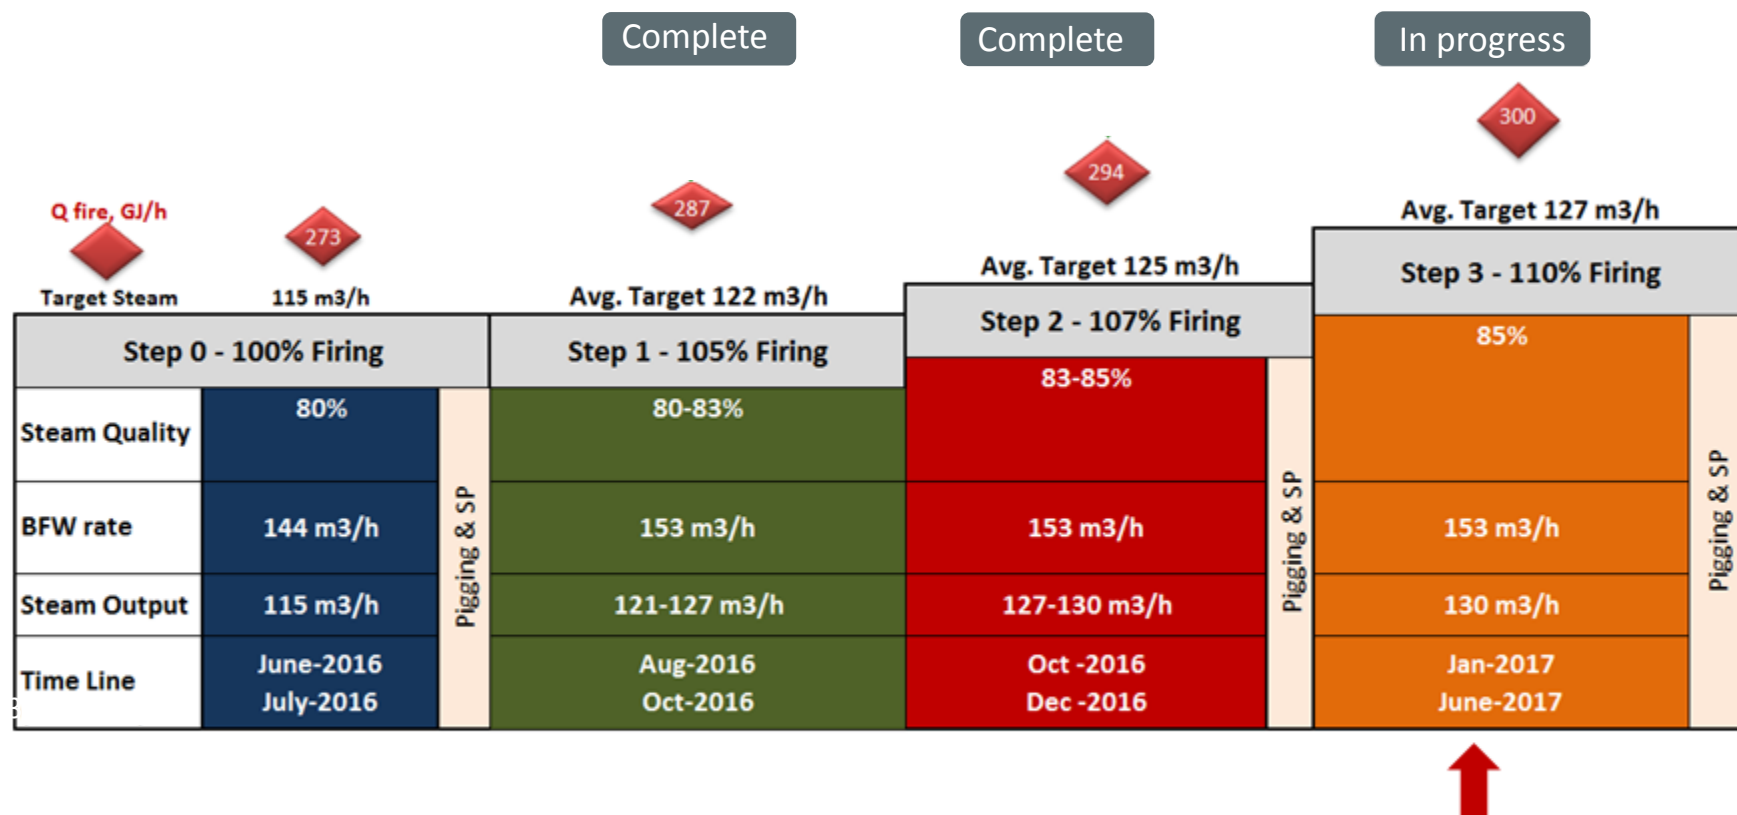 Complete
Complete
In progress
300
294
287
273
Q fire, GJ/h
Avg. Target 127 m3/h
Avg. Target 125 m3/h
Avg. Target 122 m3/h
115 m3/h
Target Steam
Step 0 - 100% Firing
Step 1 - 105% Firing
Step 2 - 107% Firing
Step 3 - 110% Firing
Steam Quality
80%
80-83%
83-85%
85%
BFW rate
144 m3/h
153 m3/h
153 m3/h
153 m3/h
Steam Output
115 m3/h
121-127 m3/h
127-130 m3/h
130 m3/h
Time Line
June-2016
July-2016
Aug-2016
Oct-2016
Oct -2016
Dec -2016
Jan-2017
June-2017
Pigging & SP
Pigging & SP
Pigging & SP